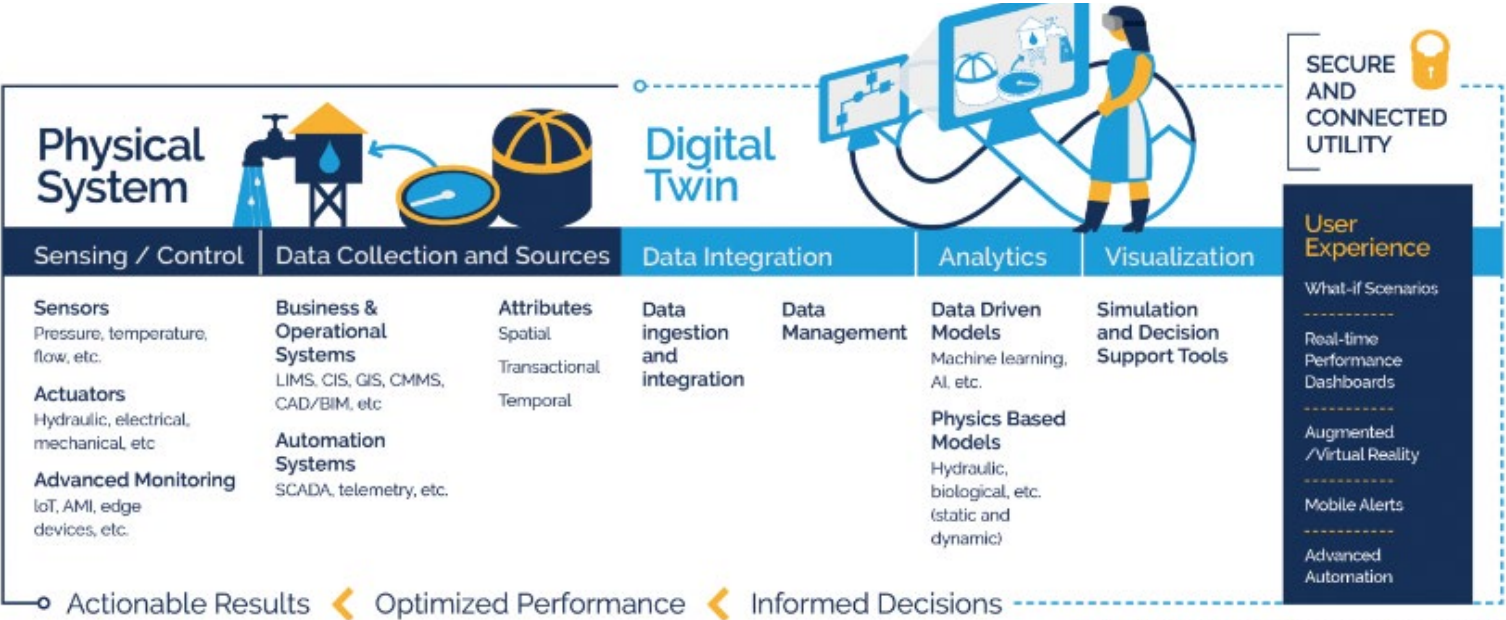 Physical
System
Digital
Twin
SECURE
AND
CONNECTED
UTILITY
Sensing / Control
Data Collection and Sources
Data Integration
Analytics
Visualization
Sensors
Pressure, temperature,
flow, etc.
Actuators
Hydraulic, electrical,
mechanical, etc
Advanced Monitoring
IoT, AMI, edge
devices, etc.
Business &
Operational
Systems
LIMS, CIS, GIS, CMMS,
CAD/BIM, etc
Automation
Systems
SCADA, telemetry, etc.
Attributes
Spatial
Transactional
Temporal
Data
ingestion
and
integration
Data
Management
Data Driven
Models
Machine learning,
AI, etc.
Physics Based
Models
Hydraulic,
biological, etc.
(static and
dynamic)
Simulation
and Decision
Support Tools
User
Experience
What-if Scenarios
Real-time
Performance
Dashboards
Augmented
/Virtual Reality
Mobile Alerts
Advanced
Automation
Actionable Results
Optimized Performance
Informed Decisions